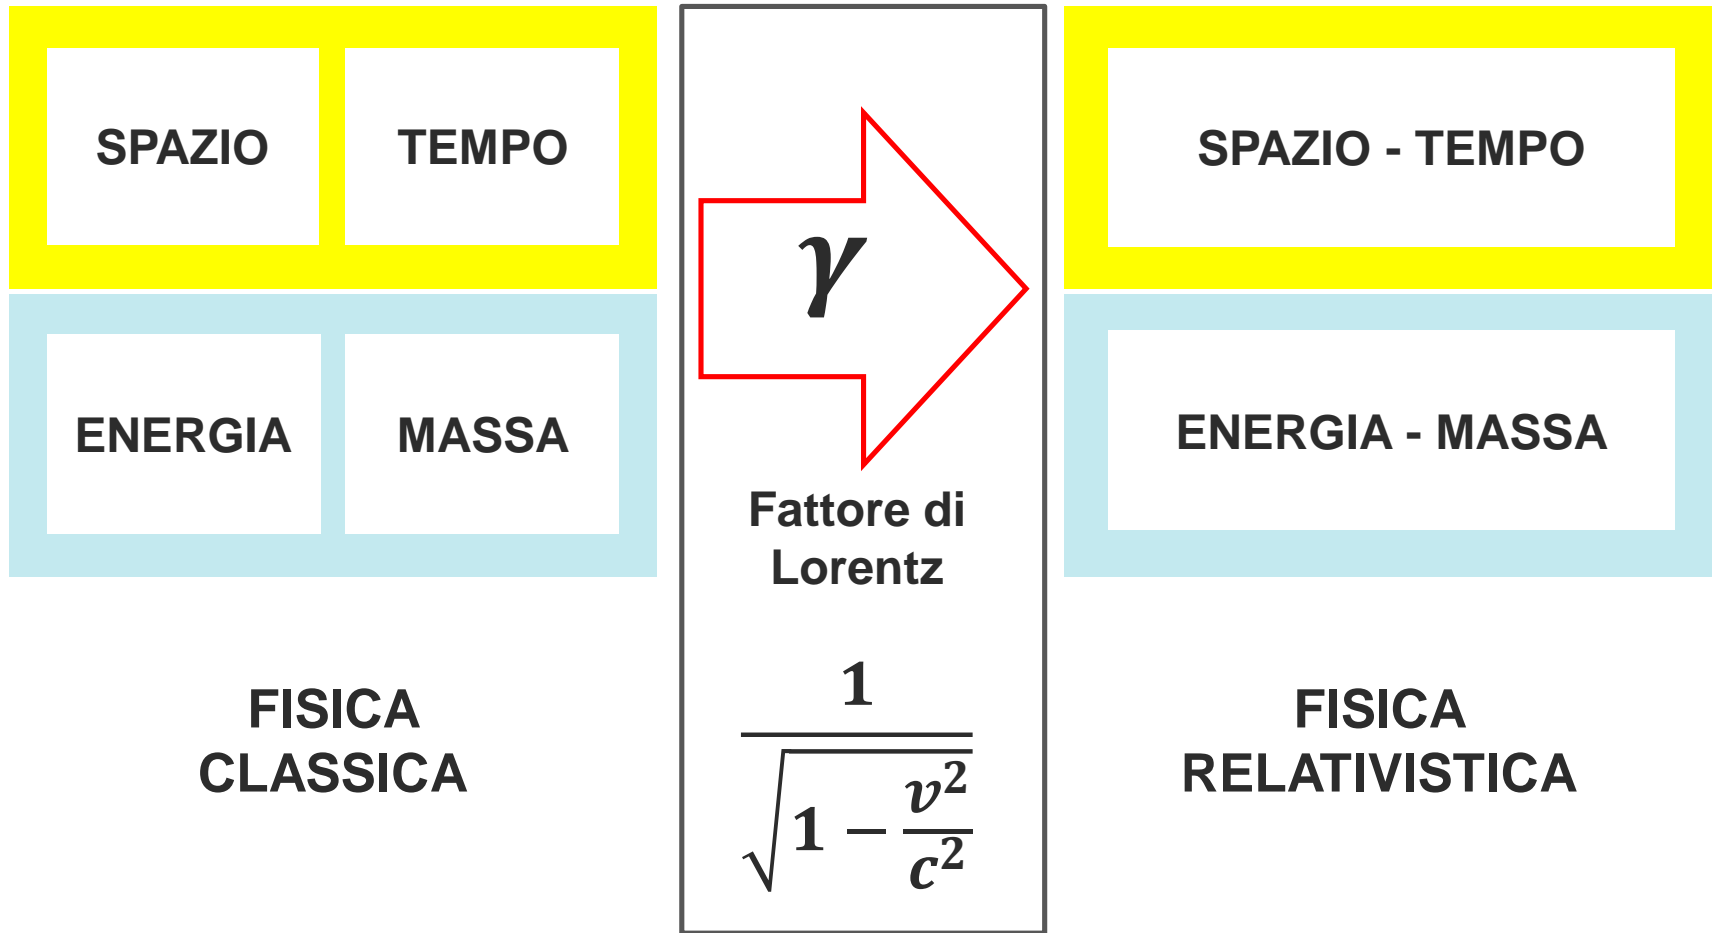 SPAZIO
TEMPO
ENERGIA
MASSA
FISICA
CLASSICA
γ
Fattore di
Lorentz
1
√1 − v²
c²
SPAZIO - TEMPO
ENERGIA - MASSA
FISICA
RELATIVISTICA